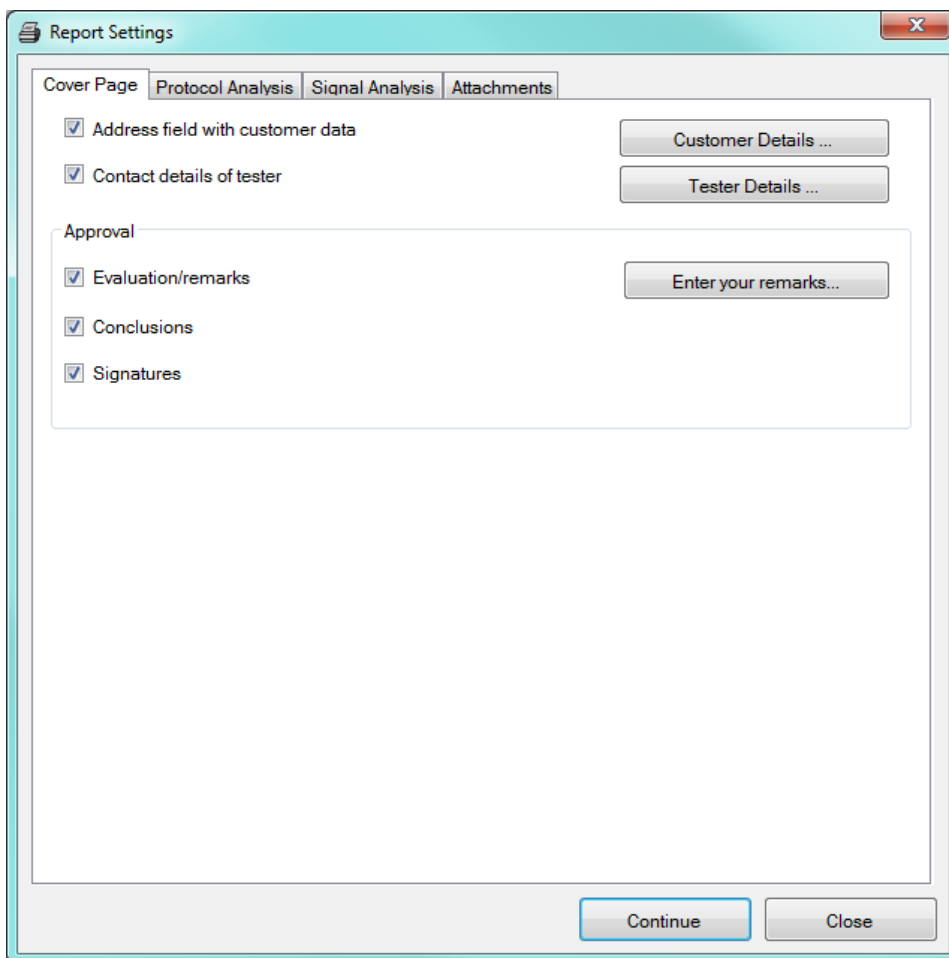 Report Settings
Cover Page Protocol Analysis Signal Analysis Attachments
Address field with customer data Customer Details ...
Contact details of tester Tester Details ...
Approval
Evaluation/remarks Enter your remarks...
Conclusions
Signatures
Continue Close